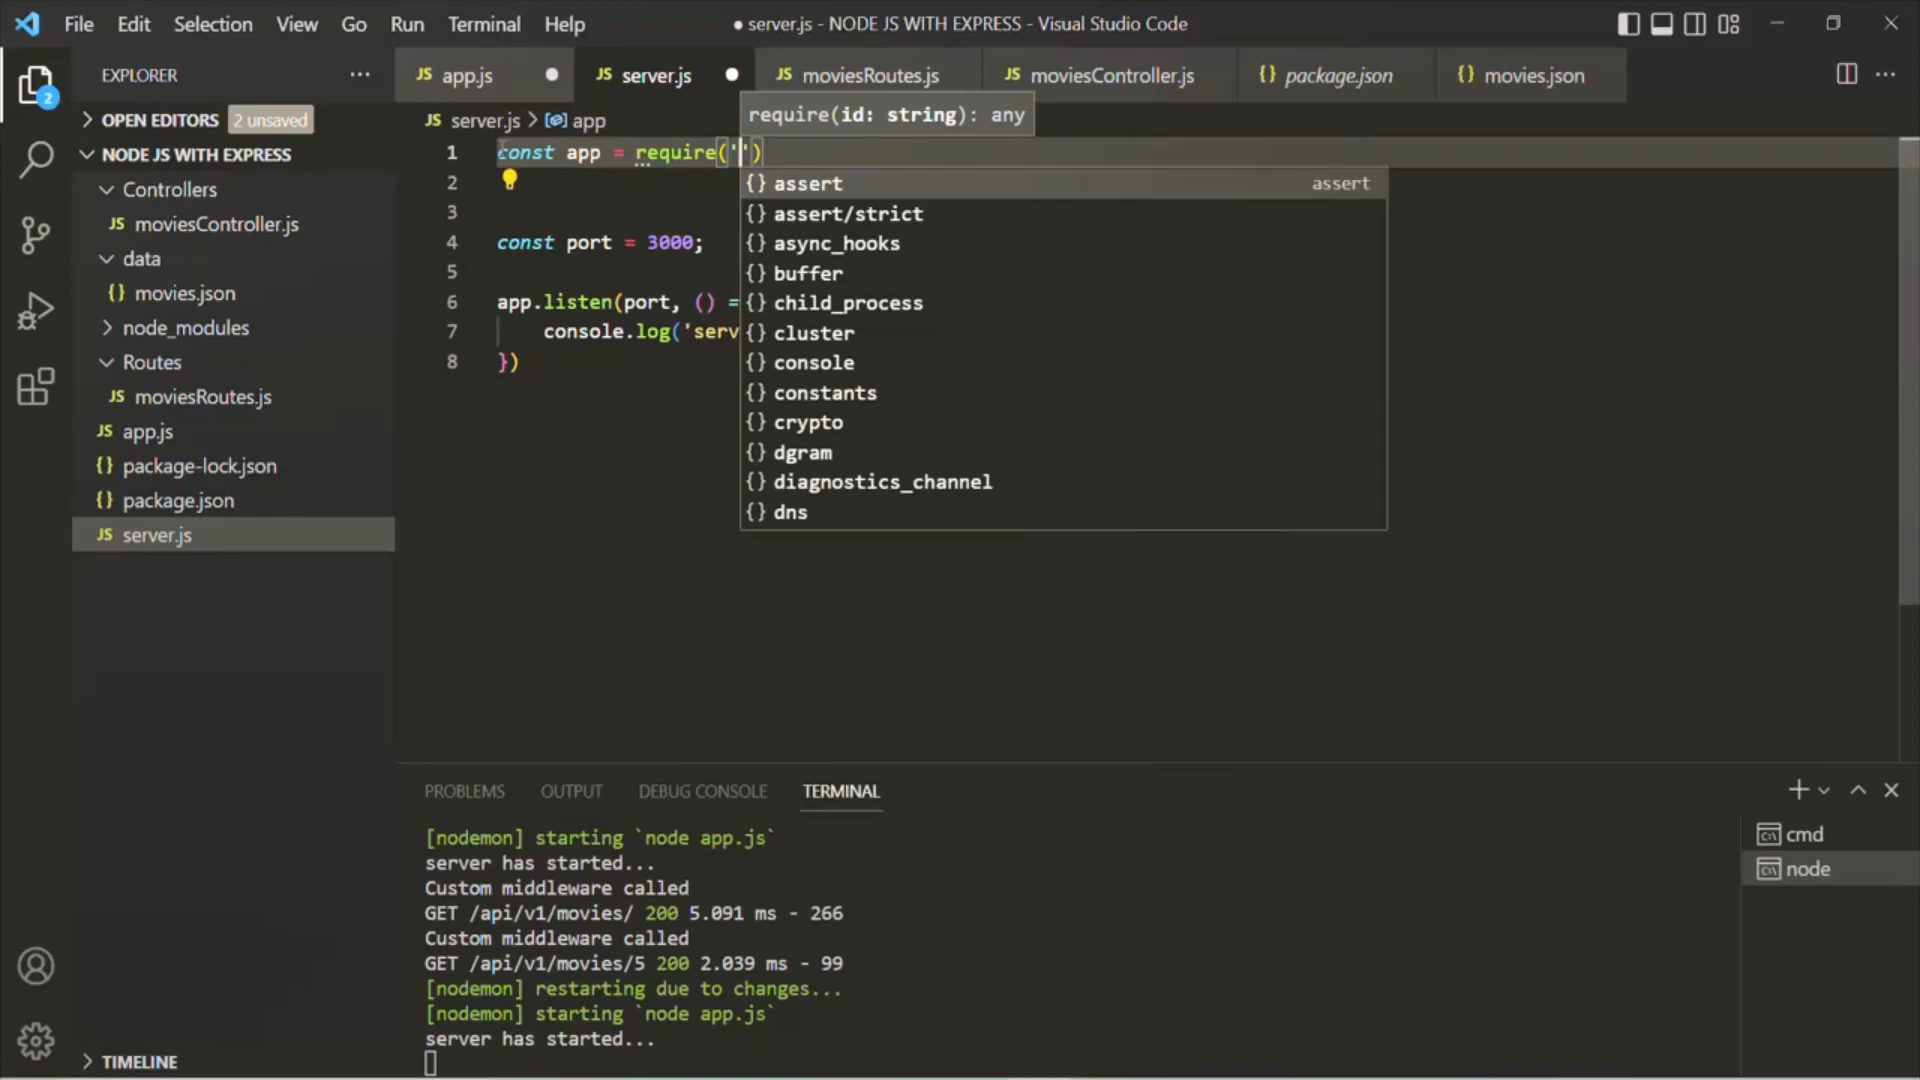 File Edit Selection View Go Run Terminal Help
● server.js - NODE JS WITH EXPRESS - Visual Studio Code
EXPLORER
JS app.js
JS server.js
JS moviesRoutes.js
JS moviesController.js
{} package.json
{} movies.json
2
OPEN EDITORS 2 unsaved
NODE JS WITH EXPRESS
Controllers
JS moviesController.js
data
{} movies.json
node_modules
Routes
JS moviesRoutes.js
JS app.js
{} package-lock.json
{} package.json
JS server.js
TIMELINE
JS server.js > app
require(id: string): any
1 const app = require('')
2
3
4 const port = 3000;
5
6 app.listen(port, () =
7 console.log('serv
8 })
{} assert assert
{} assert/strict
{} async_hooks
{} buffer
{} child_process
{} cluster
{} console
{} constants
{} crypto
{} dgram
{} diagnostics_channel
{} dns
PROBLEMS OUTPUT DEBUG CONSOLE TERMINAL
[nodemon] starting `node app.js`
server has started...
Custom middleware called
GET /api/v1/movies/ 200 5.091 ms - 266
Custom middleware called
GET /api/v1/movies/5 200 2.039 ms - 99
[nodemon] restarting due to changes...
[nodemon] starting `node app.js`
server has started...
cmd
node